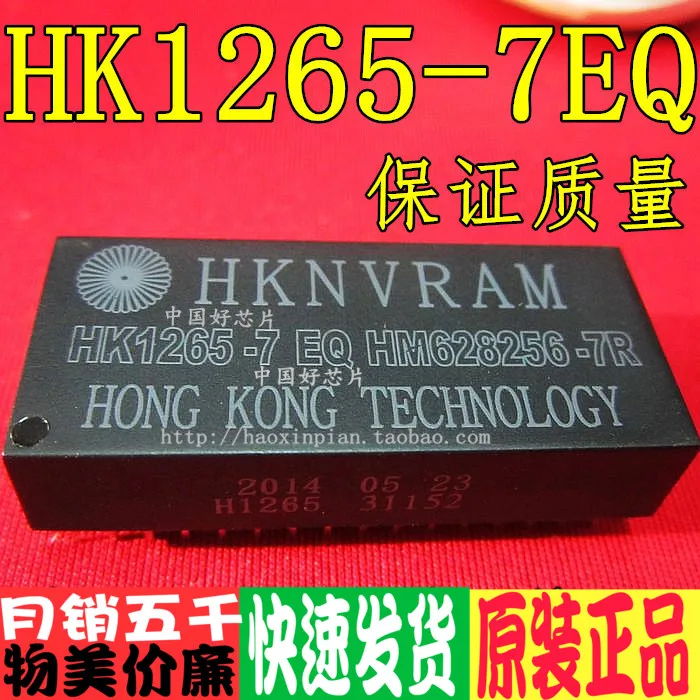 HK1265-7EQ
保证质量
HKNVRAM
中国好芯片
HK1265-7 EQ HM628256-7R
中国好芯片
HONG KONG TECHNOLOGY
http://haoxinpian.taobao.com
2014 05 23
H1265 31152
月销五千
物美价廉
快速发货
原装正品